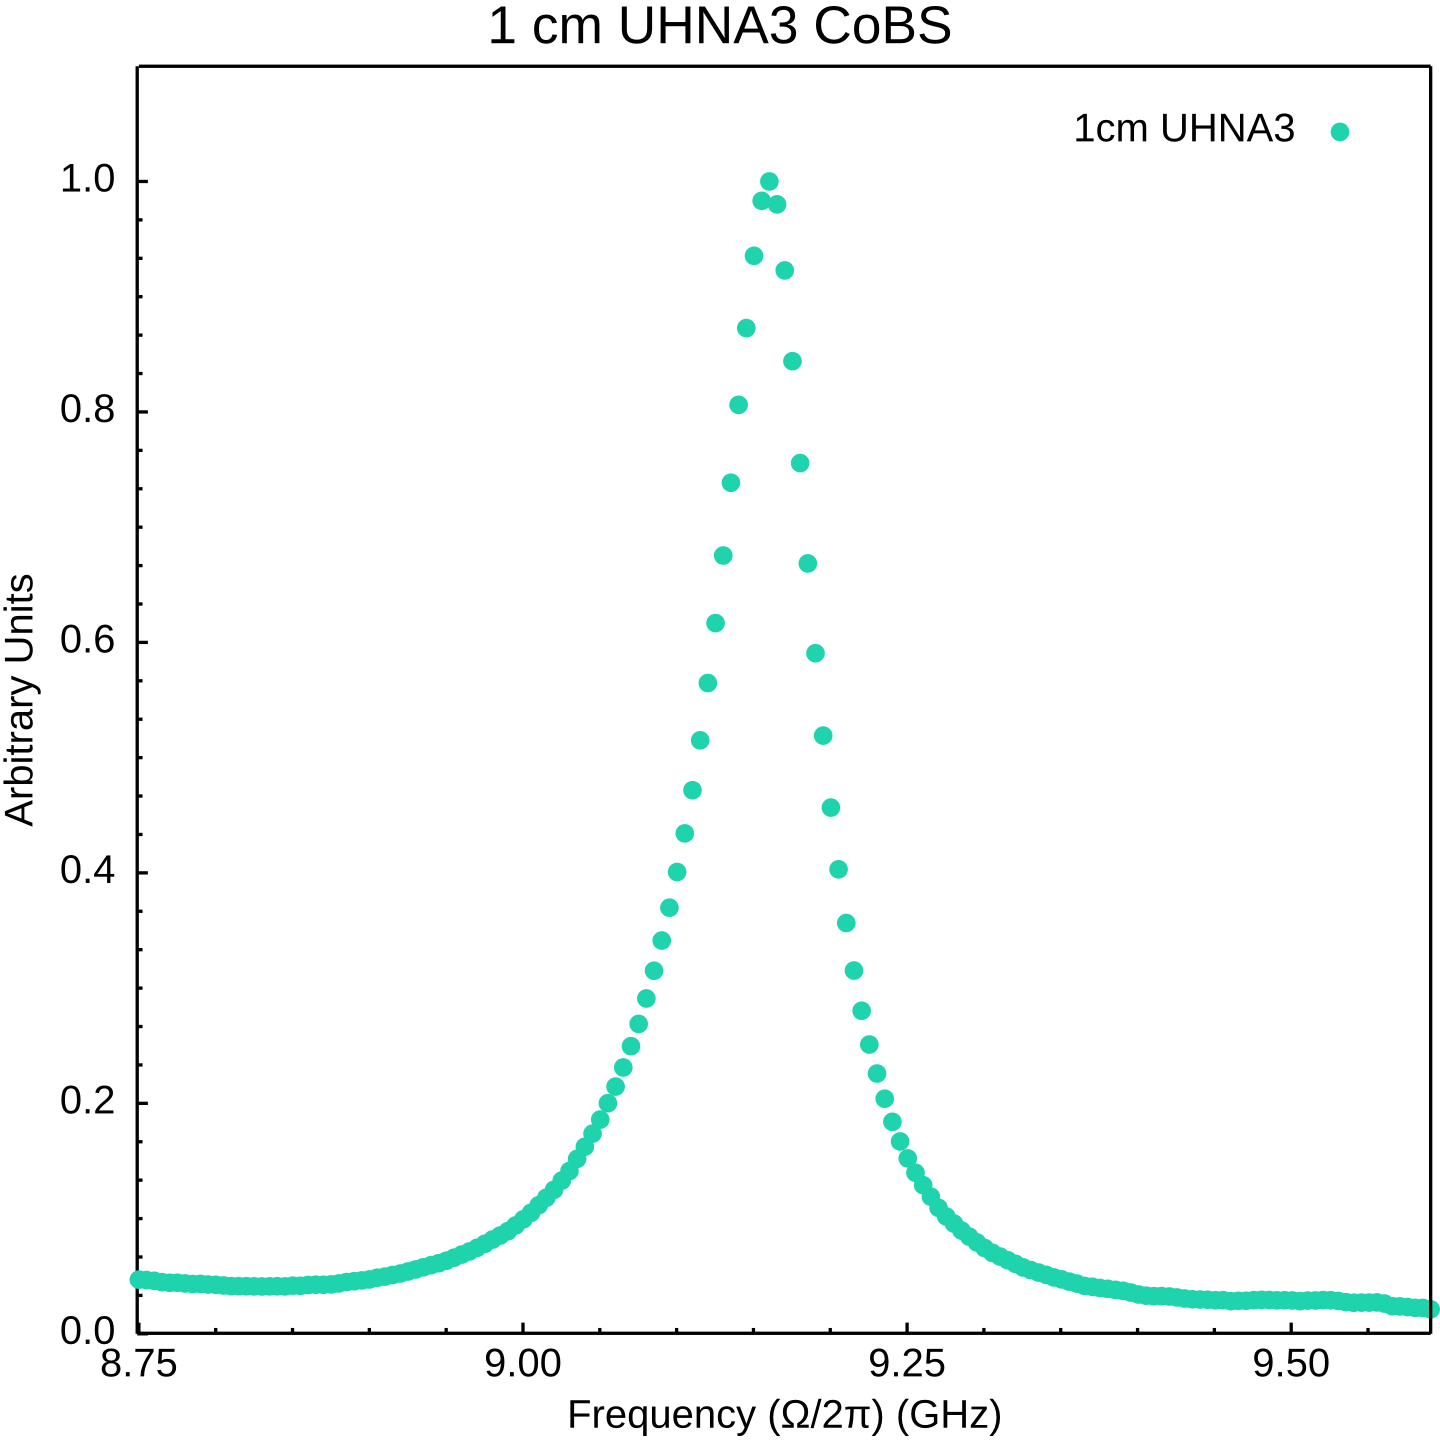 1 cm UHNA3 CoBS
1cm UHNA3
1.0
0.8
0.6
0.4
0.2
0.0
Arbitrary Units
8.75 9.00 9.25 9.50
Frequency (Ω/2π) (GHz)